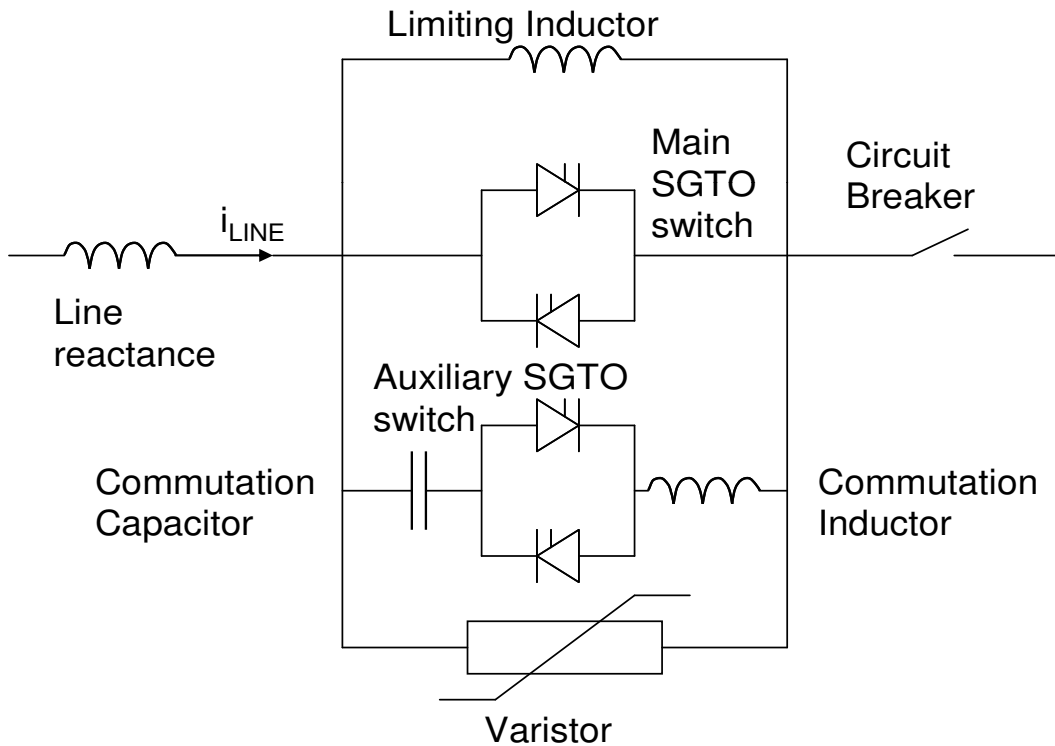 Limiting Inductor
Main
SGTO
switch
Circuit
Breaker
iLINE
Line
reactance
Auxiliary SGTO
switch
Commutation
Capacitor
Commutation
Inductor
Varistor